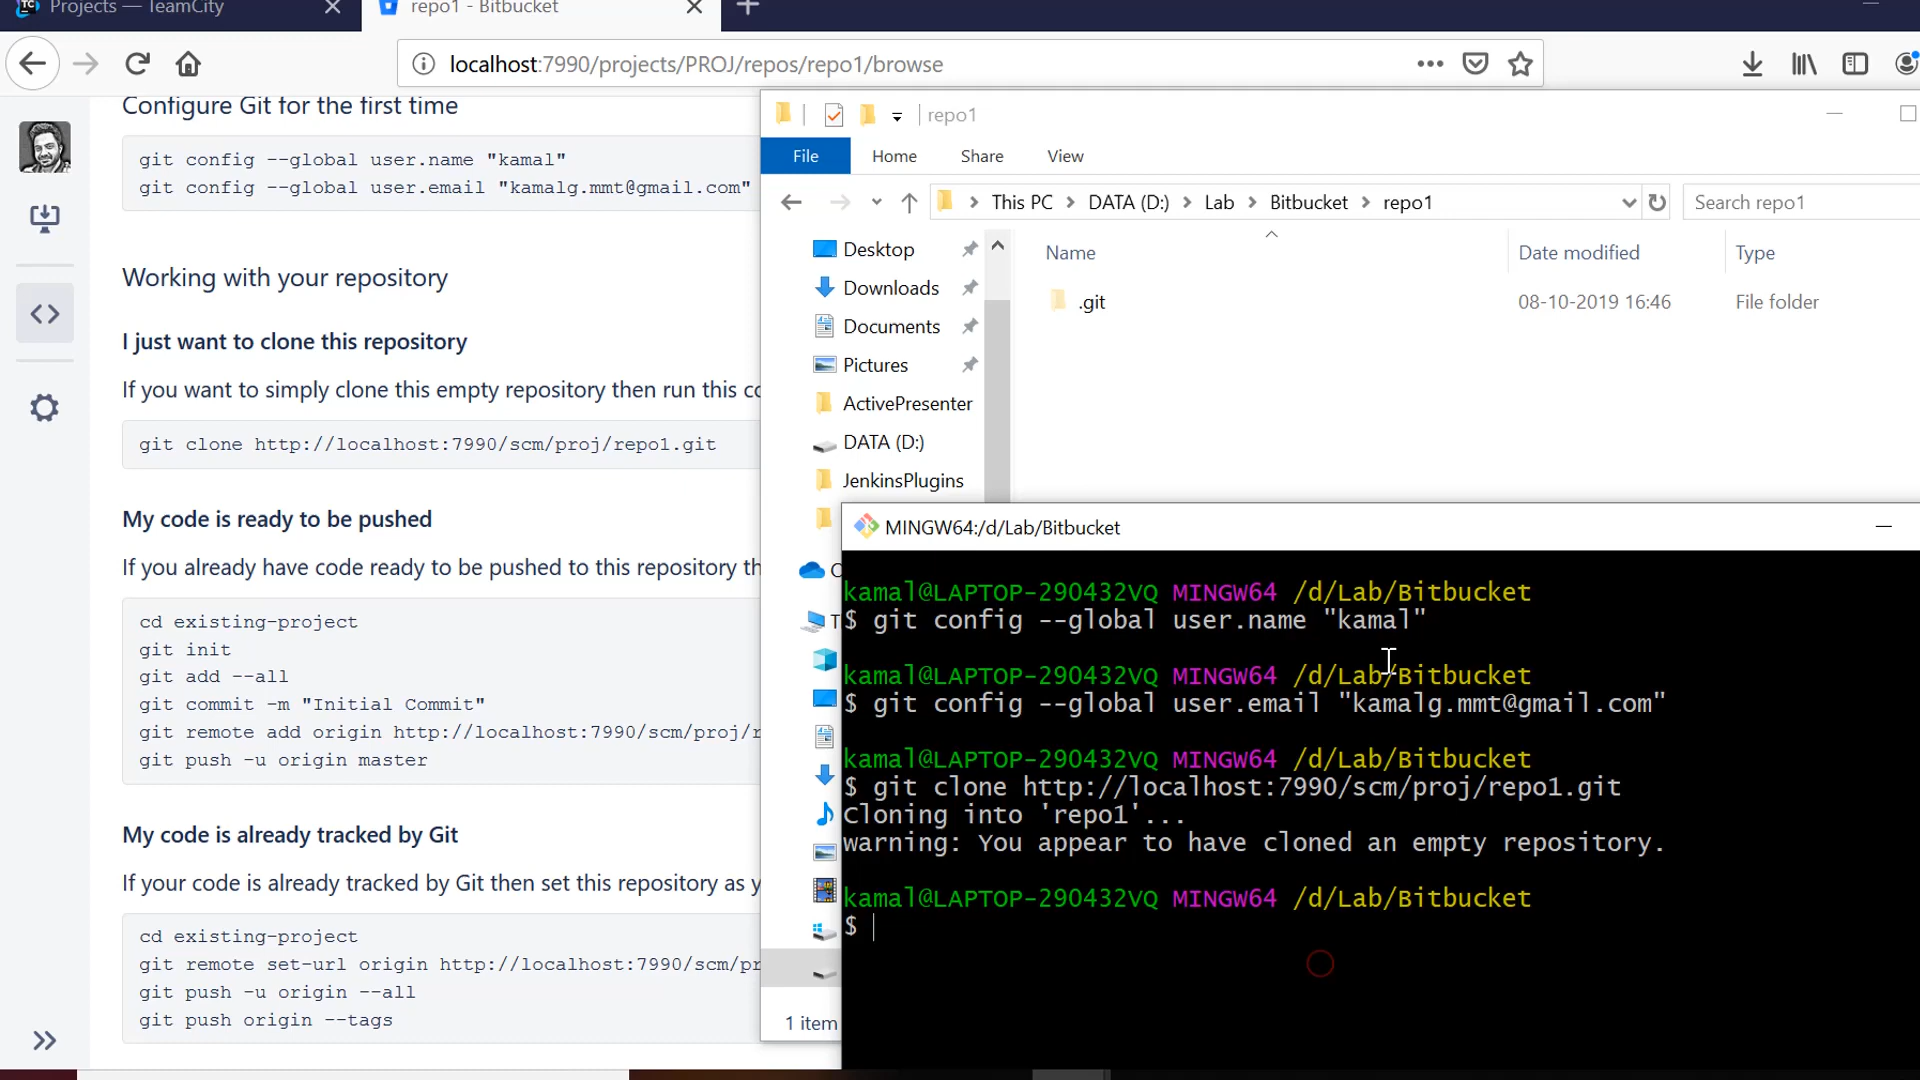 Projects — TeamCity
repo1 - Bitbucket
localhost:7990/projects/PROJ/repos/repo1/browse
Configure Git for the first time
git config --global user.name "kamal"
git config --global user.email "kamalg.mmt@gmail.com"
Working with your repository
I just want to clone this repository
If you want to simply clone this empty repository then run this co
git clone http://localhost:7990/scm/proj/repo1.git
My code is ready to be pushed
If you already have code ready to be pushed to this repository th
cd existing-project
git init
git add --all
git commit -m "Initial Commit"
git remote add origin http://localhost:7990/scm/proj/r
git push -u origin master
My code is already tracked by Git
If your code is already tracked by Git then set this repository as y
cd existing-project
git remote set-url origin http://localhost:7990/scm/pr
git push -u origin --all
git push origin --tags
repo1
File Home Share View
This PC > DATA (D:) > Lab > Bitbucket > repo1
Search repo1
Name Date modified Type
.git 08-10-2019 16:46 File folder
Desktop
Downloads
Documents
Pictures
ActivePresenter
DATA (D:)
JenkinsPlugins
1 item
MINGW64:/d/Lab/Bitbucket
kamal@LAPTOP-290432VQ MINGW64 /d/Lab/Bitbucket
$ git config --global user.name "kamal"
kamal@LAPTOP-290432VQ MINGW64 /d/Lab/Bitbucket
$ git config --global user.email "kamalg.mmt@gmail.com"
kamal@LAPTOP-290432VQ MINGW64 /d/Lab/Bitbucket
$ git clone http://localhost:7990/scm/proj/repo1.git
Cloning into 'repo1'...
warning: You appear to have cloned an empty repository.
kamal@LAPTOP-290432VQ MINGW64 /d/Lab/Bitbucket
$